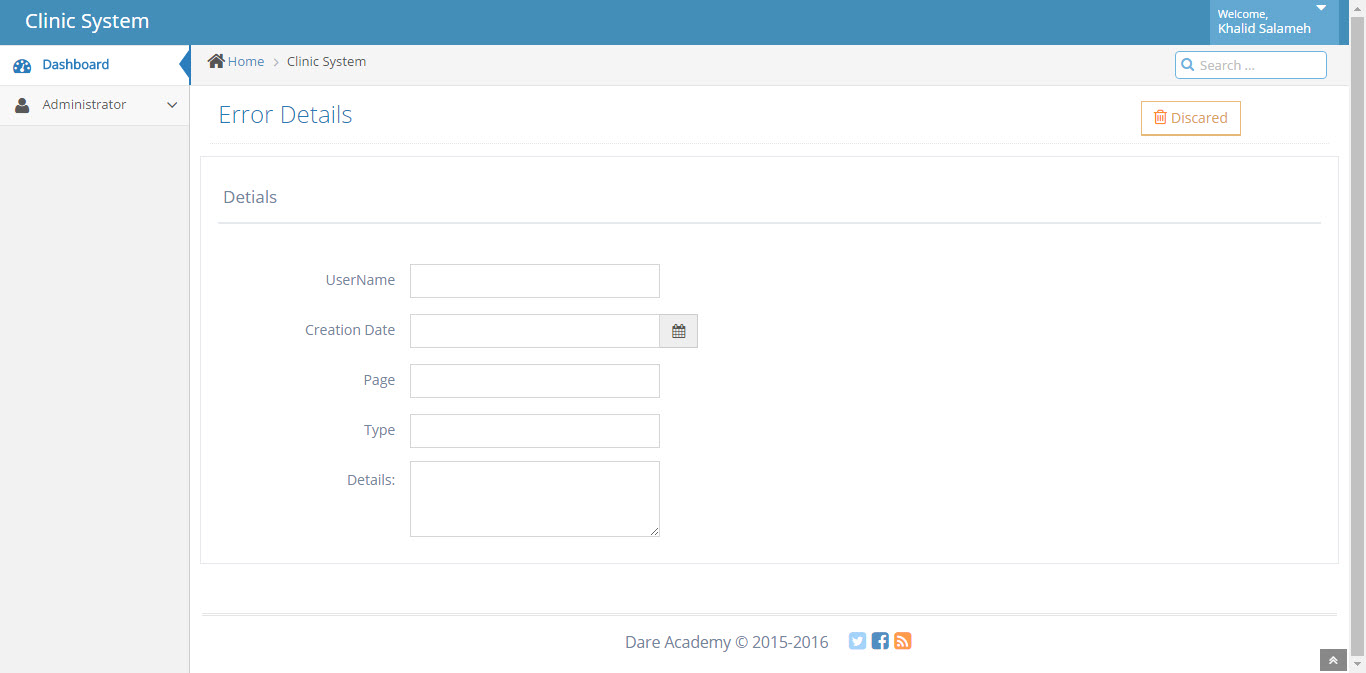 Clinic System
Welcome,
Khalid Salameh
Dashboard
Administrator
Home
Clinic System
Search ...
Error Details
Discared
Detials
UserName
Creation Date
Page
Type
Details:
Dare Academy © 2015-2016